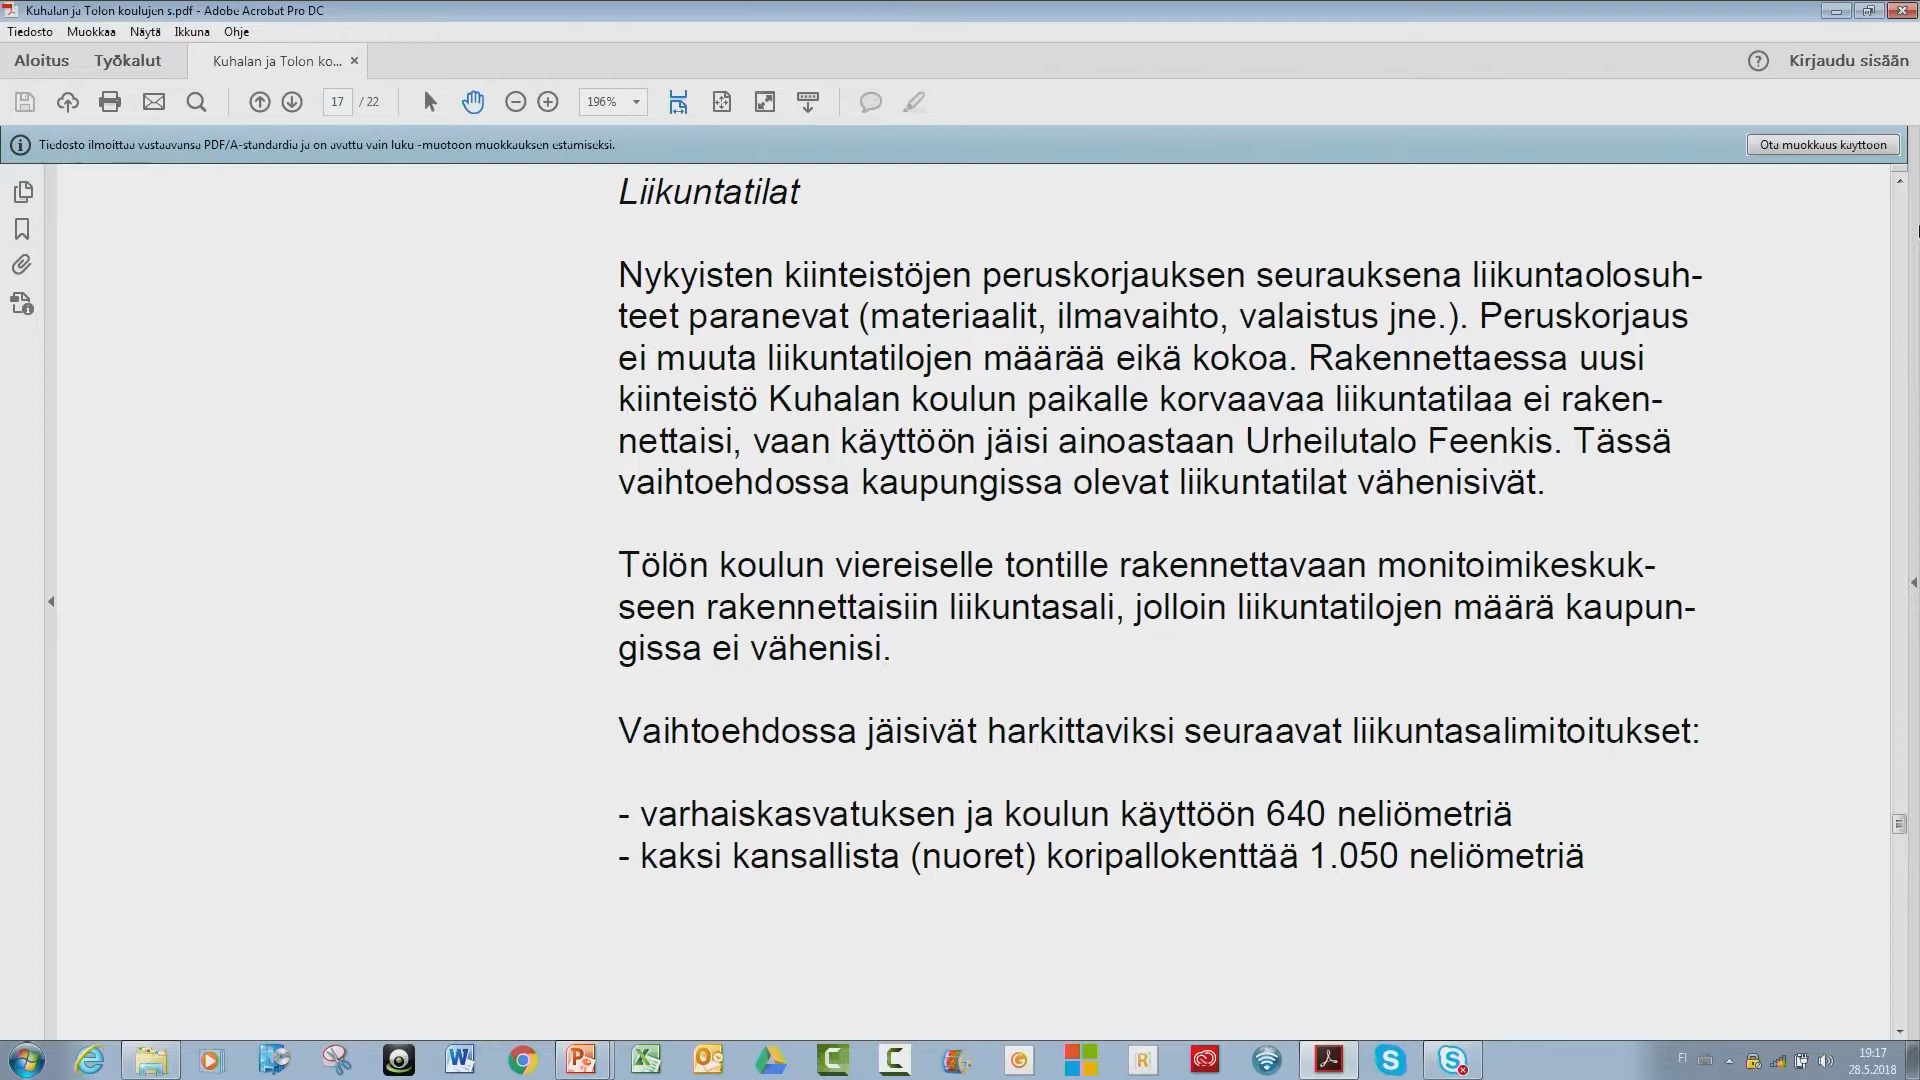 Kuhalan ja Tolon koulujen s.pdf - Adobe Acrobat Pro DC
Tiedosto Muokkaa Näytä Ikkuna Ohje
Aloitus Työkalut Kuhalan ja Tolon ko... × ? Kirjaudu sisään
17 / 22 196%
Tiedosto ilmoittaa vastaavansa PDF/A-standardia ja on avattu vain luku -muotoon muokkauksen estämiseksi. Ota muokkaus käyttöön
Liikuntatilat
Nykyisten kiinteistöjen peruskorjauksen seurauksena liikuntaolosuh-
teet paranevat (materiaalit, ilmavaihto, valaistus jne.). Peruskorjaus
ei muuta liikuntatilojen määrää eikä kokoa. Rakennettaessa uusi
kiinteistö Kuhalan koulun paikalle korvaavaa liikuntatilaa ei raken-
nettaisi, vaan käyttöön jäisi ainoastaan Urheilutalo Feenkis. Tässä
vaihtoehdossa kaupungissa olevat liikuntatilat vähenisivät.
Tölön koulun viereiselle tontille rakennettavaan monitoimikeskuk-
seen rakennettaisiin liikuntasali, jolloin liikuntatilojen määrä kaupun-
gissa ei vähenisi.
Vaihtoehdossa jäisivät harkittaviksi seuraavat liikuntasalimitoitukset:
- varhaiskasvatuksen ja koulun käyttöön 640 neliömetriä
- kaksi kansallista (nuoret) koripallokenttää 1.050 neliömetriä
FI 19:17
28.5.2018